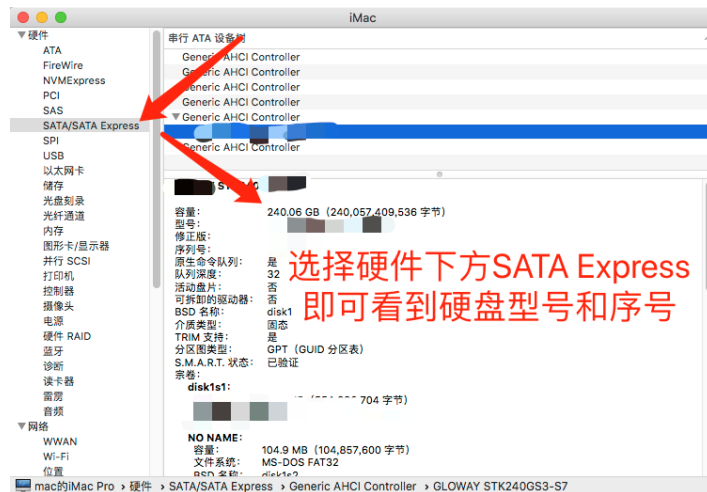 iMac
硬件
ATA
FireWire
NVMExpress
PCI
SAS
SATA/SATA Express
SPI
USB
以太网卡
储存
光盘刻录
光纤通道
内存
图形卡/显示器
并行 SCSI
打印机
控制器
摄像头
电源
硬件 RAID
蓝牙
诊断
读卡器
雷雳
音频
网络
WWAN
Wi-Fi
位置
串行 ATA 设备树
Generic AHCI Controller
Generic AHCI Controller
Generic AHCI Controller
Generic AHCI Controller
Generic AHCI Controller
Generic AHCI Controller
容量： 240.06 GB（240,057,409,536 字节）
型号：
修正版：
序列号：
原生命令队列： 是
队列深度： 32
活动盘片： 否
可拆卸的驱动器： 否
BSD 名称： disk1
介质类型： 固态
TRIM 支持： 是
分区图类型： GPT（GUID 分区表）
S.M.A.R.T. 状态： 已验证
宗卷：
disk1s1:
704 字节）
NO NAME:
容量： 104.9 MB（104,857,600 字节）
文件系统： MS-DOS FAT32
BSD 名称： disk1s2
选择硬件下方SATA Express
即可看到硬盘型号和序号
mac的iMac Pro › 硬件 › SATA/SATA Express › Generic AHCI Controller › GLOWAY STK240GS3-S7